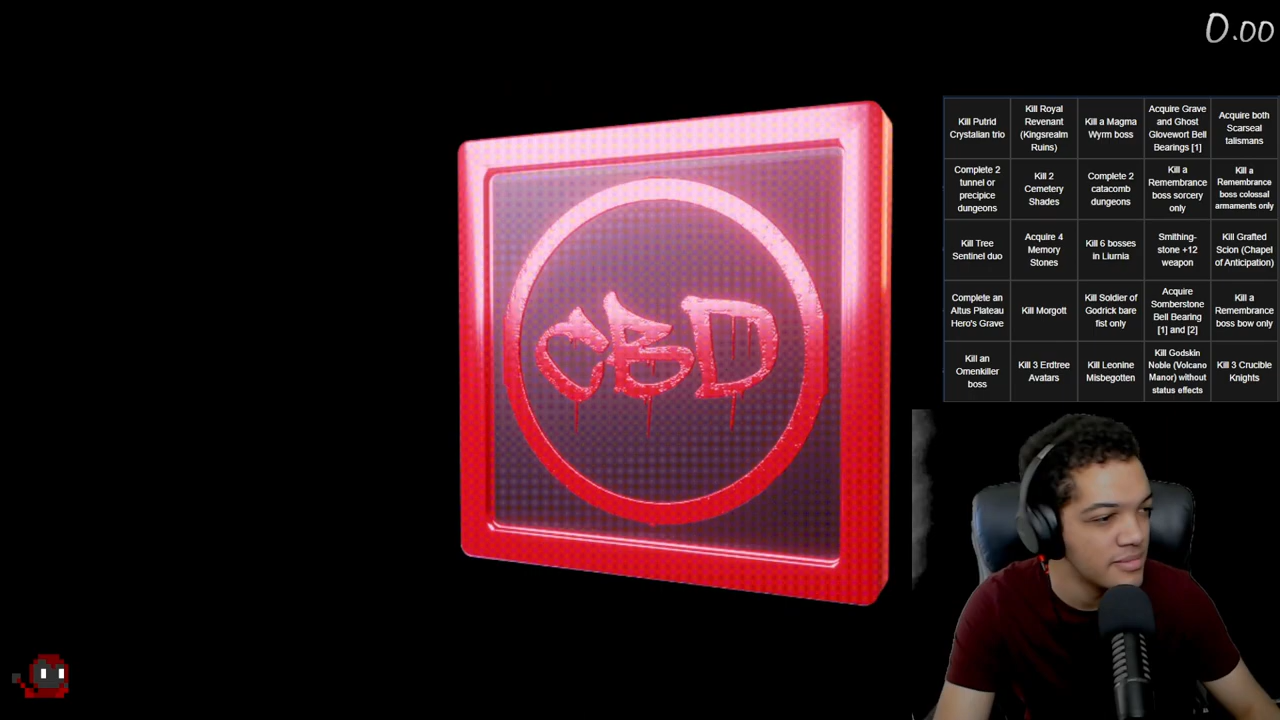 0.00
Kill Putrid
Crystalian trio
Kill Royal
Revenant
(Kingsrealm
Ruins)
Kill a Magma
Wyrm boss
Acquire Grave
and Ghost
Glovewort Bell
Bearings [1]
Acquire both
Scarseal
talismans
Complete 2
tunnel or
precipice
dungeons
Kill 2
Cemetery
Shades
Complete 2
catacomb
dungeons
Kill a
Remembrance
boss sorcery
only
Kill a
Remembrance
boss colossal
armaments only
Kill Tree
Sentinel duo
Acquire 4
Memory
Stones
Kill 6 bosses
in Liurnia
Smithing-
stone +12
weapon
Kill Grafted
Scion (Chapel
of Anticipation)
Complete an
Altus Plateau
Hero's Grave
Kill Morgott
Kill Soldier of
Godrick bare
fist only
Acquire
Somberstone
Bell Bearing
[1] and [2]
Kill a
Remembrance
boss bow only
Kill an
Omenkiller
boss
Kill 3 Erdtree
Avatars
Kill Leonine
Misbegotten
Kill Godskin
Noble (Volcano
Manor) without
status effects
Kill 3 Crucible
Knights
CBD